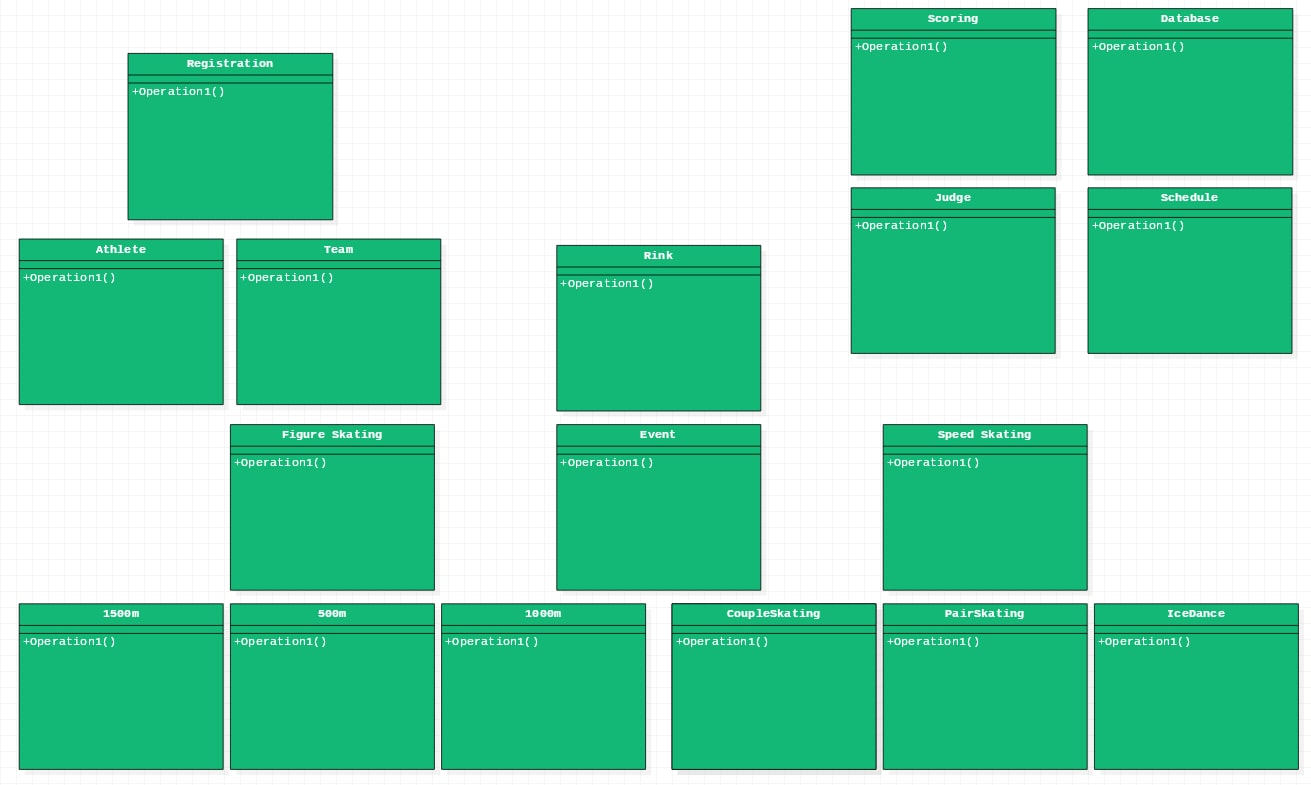 Scoring
+Operation1()
Database
+Operation1()
Registration
+Operation1()
Judge
+Operation1()
Schedule
+Operation1()
Athlete
+Operation1()
Team
+Operation1()
Rink
+Operation1()
Figure Skating
+Operation1()
Event
+Operation1()
Speed Skating
+Operation1()
1500m
+Operation1()
500m
+Operation1()
1000m
+Operation1()
CoupleSkating
+Operation1()
PairSkating
+Operation1()
IceDance
+Operation1()